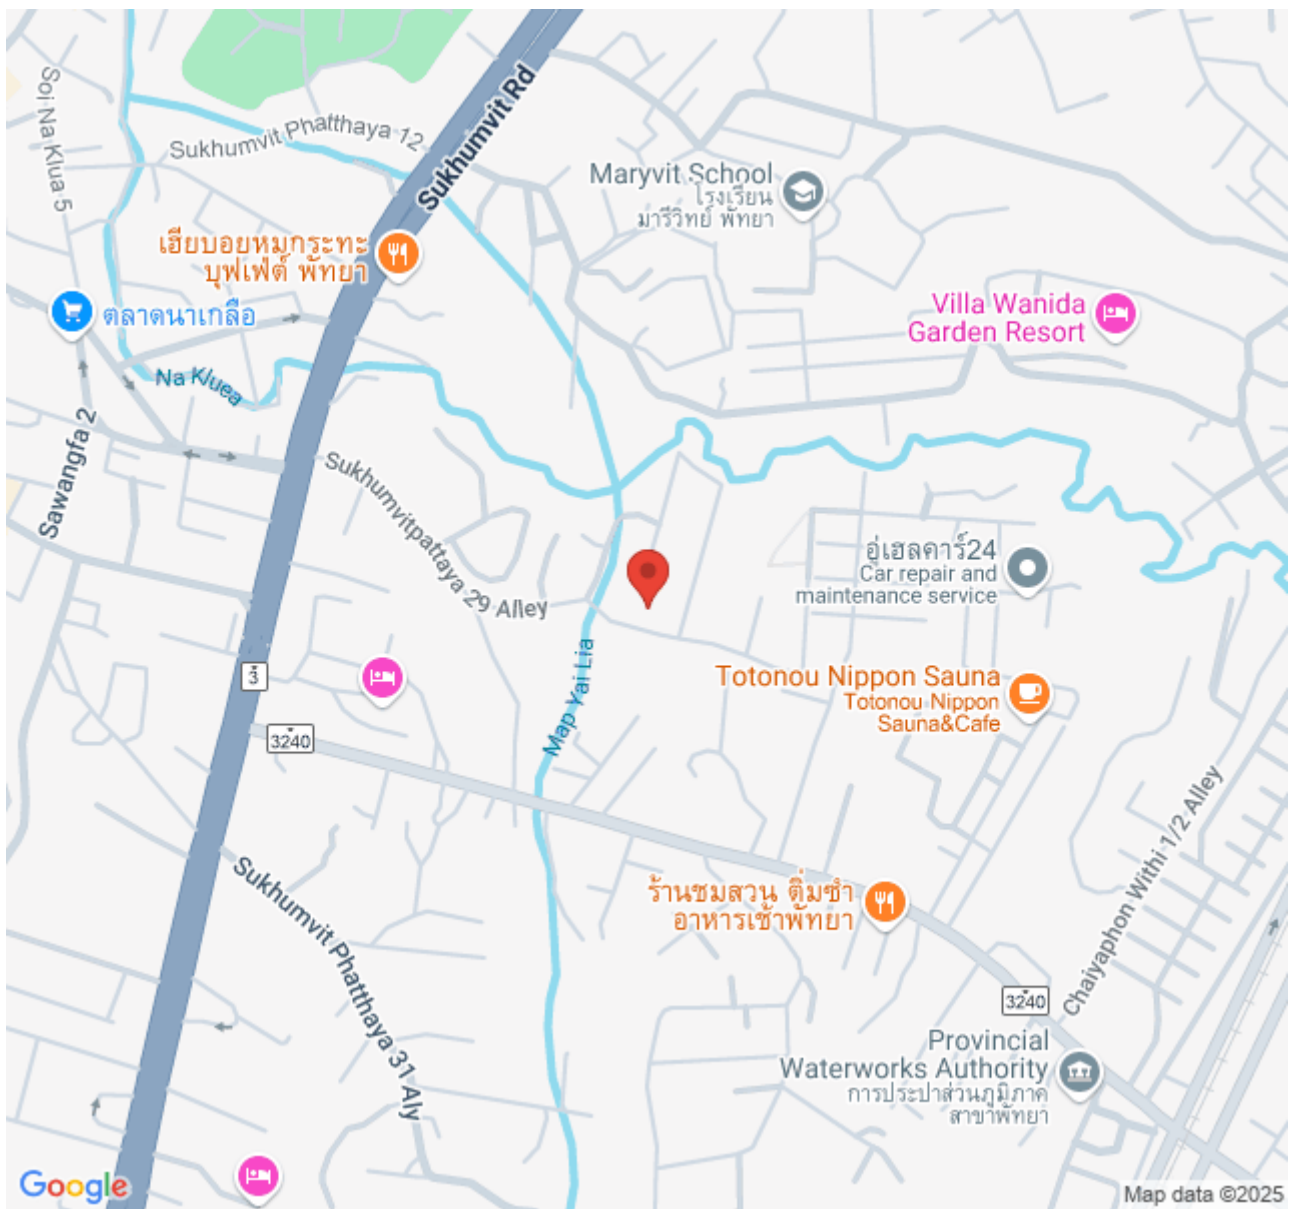 Soi Na Klua 5
Sukhumvit Phatthaya 12
Sukhumvit Rd
Maryvit School
โรงเรียน
มารีวิทย์ พัทยา
เฮียบอยหมูกระทะ
บุฟเฟ่ต์ พัทยา
ตลาดนาเกลือ
Villa Wanida
Garden Resort
Na Kluea
Sawangfa 2
Sukhumvitpattaya 29 Alley
อู่เฮลคาร์24
Car repair and
maintenance service
Map Yai Lia
3
Totonou Nippon Sauna
Totonou Nippon
Sauna&Cafe
3240
Chaiyaphon Withi 1/2 Alley
Sukhumvit Phatthaya 31 Aly
ร้านชมสวน ติ่มซำ
อาหารเช้าพัทยา
3240
Provincial
Waterworks Authority
การประปาส่วนภูมิภาค
สาขาพัทยา
Google
Map data ©2025